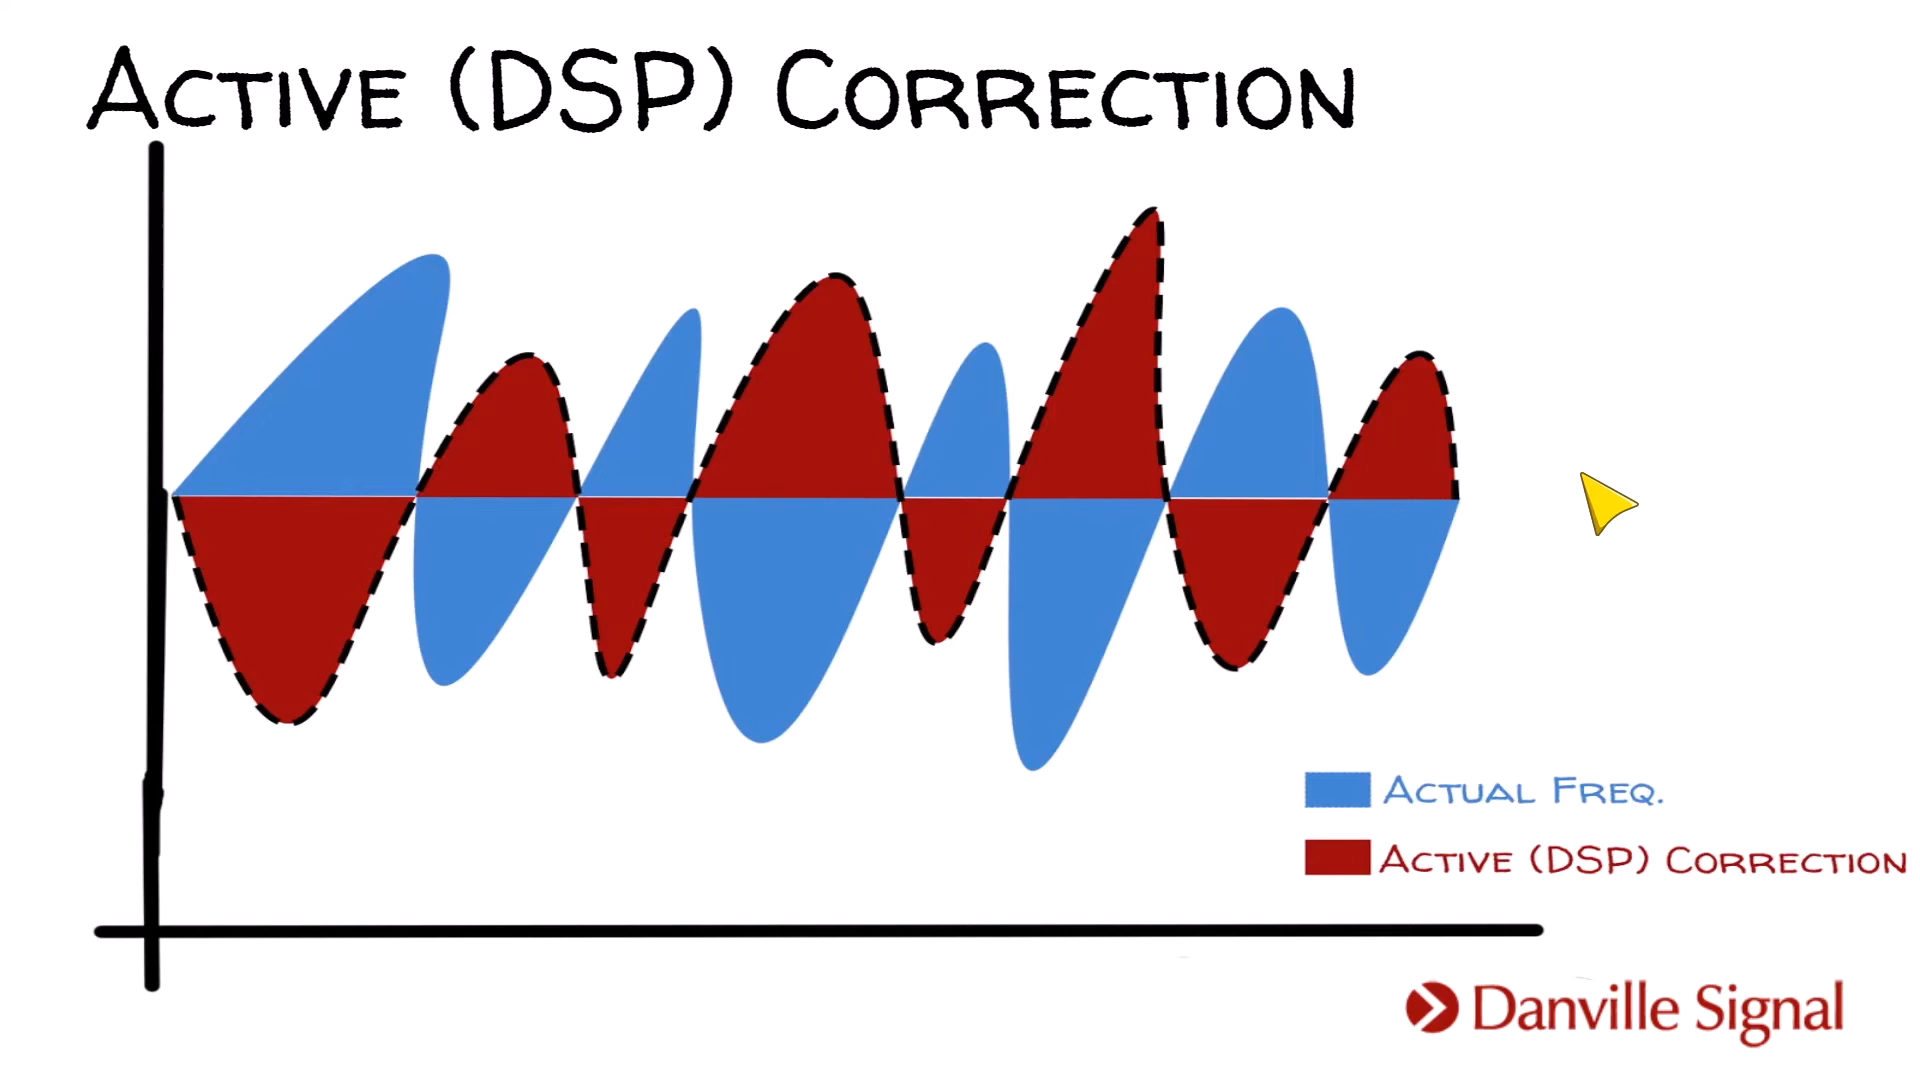 ACTIVE (DSP) CORRECTION
ACTUAL FREQ.
ACTIVE (DSP) CORRECTION
Danville Signal